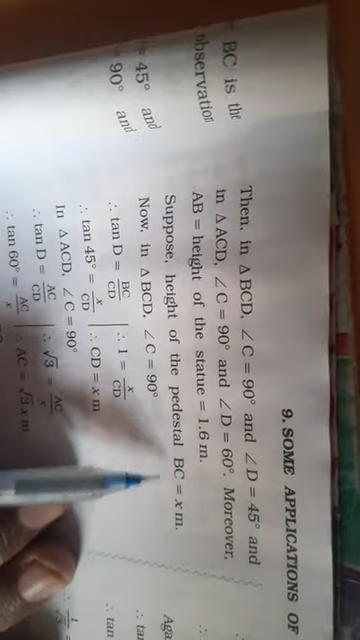 9. SOME APPLICATIONS OF
BC is the
observation
= 45° and
= 90° and
Then, in △ BCD, ∠ C = 90° and ∠ D = 45° and
in △ ACD, ∠ C = 90° and ∠ D = 60°. Moreover,
AB = height of the statue = 1.6 m.
Suppose, height of the pedestal BC = x m.
Now, in △ BCD, ∠ C = 90°
∴ tan D = BC/CD | ∴ 1 = x/CD
∴ tan 45° = x/CD | ∴ CD = x m
In △ ACD, ∠ C = 90°
∴ tan D = AC/CD | ∴ √3 = AC/x
∴ tan 60° = AC/x | ∴ AC = √3 x m
Aga
∴ ta
∴ tan